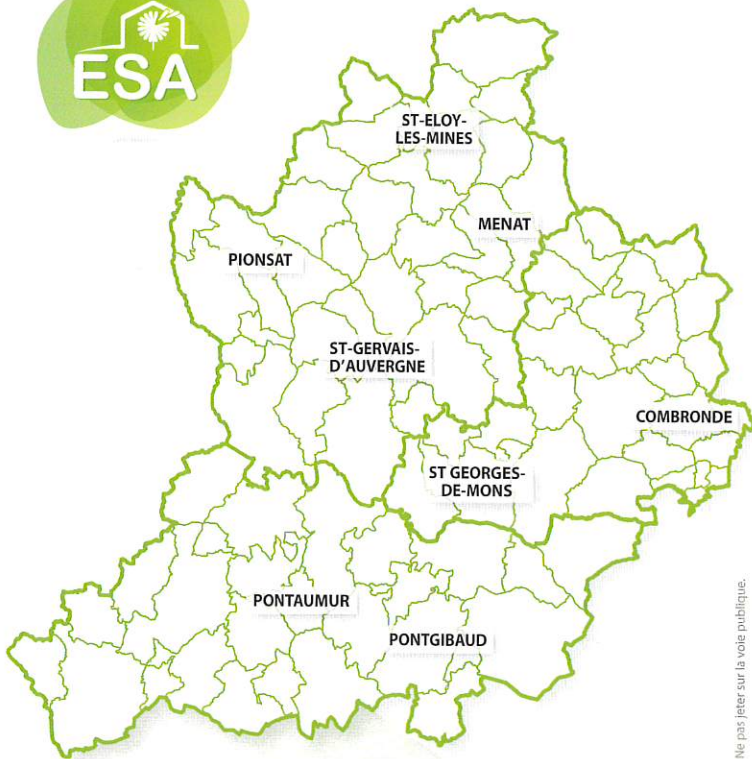 ESA
ST-ELOY-
LES-MINES
MENAT
PIONSAT
ST-GERVAIS-
D'AUVERGNE
COMBRONDE
ST GEORGES-
DE-MONS
PONTAUMUR
PONTGIBAUD
Ne pas jeter sur la voie publique.